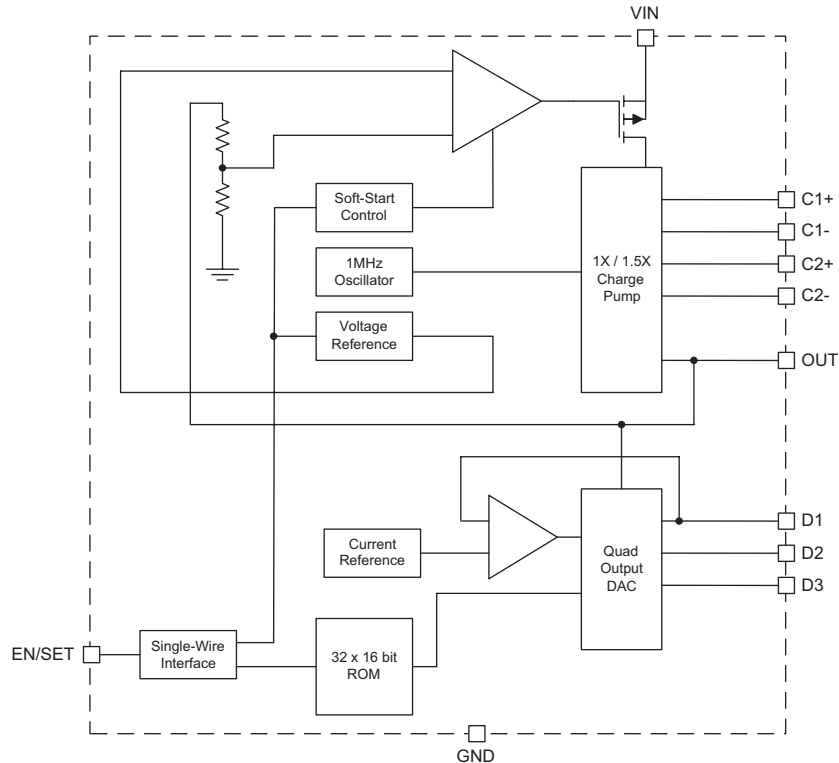 VIN
C1+
Soft-Start
Control
C1-
1MHz
Oscillator
1X / 1.5X
Charge
Pump
C2+
C2-
Voltage
Reference
OUT
D1
Current
Reference
Quad
Output
DAC
D2
D3
EN/SET
Single-Wire
Interface
32 x 16 bit
ROM
GND